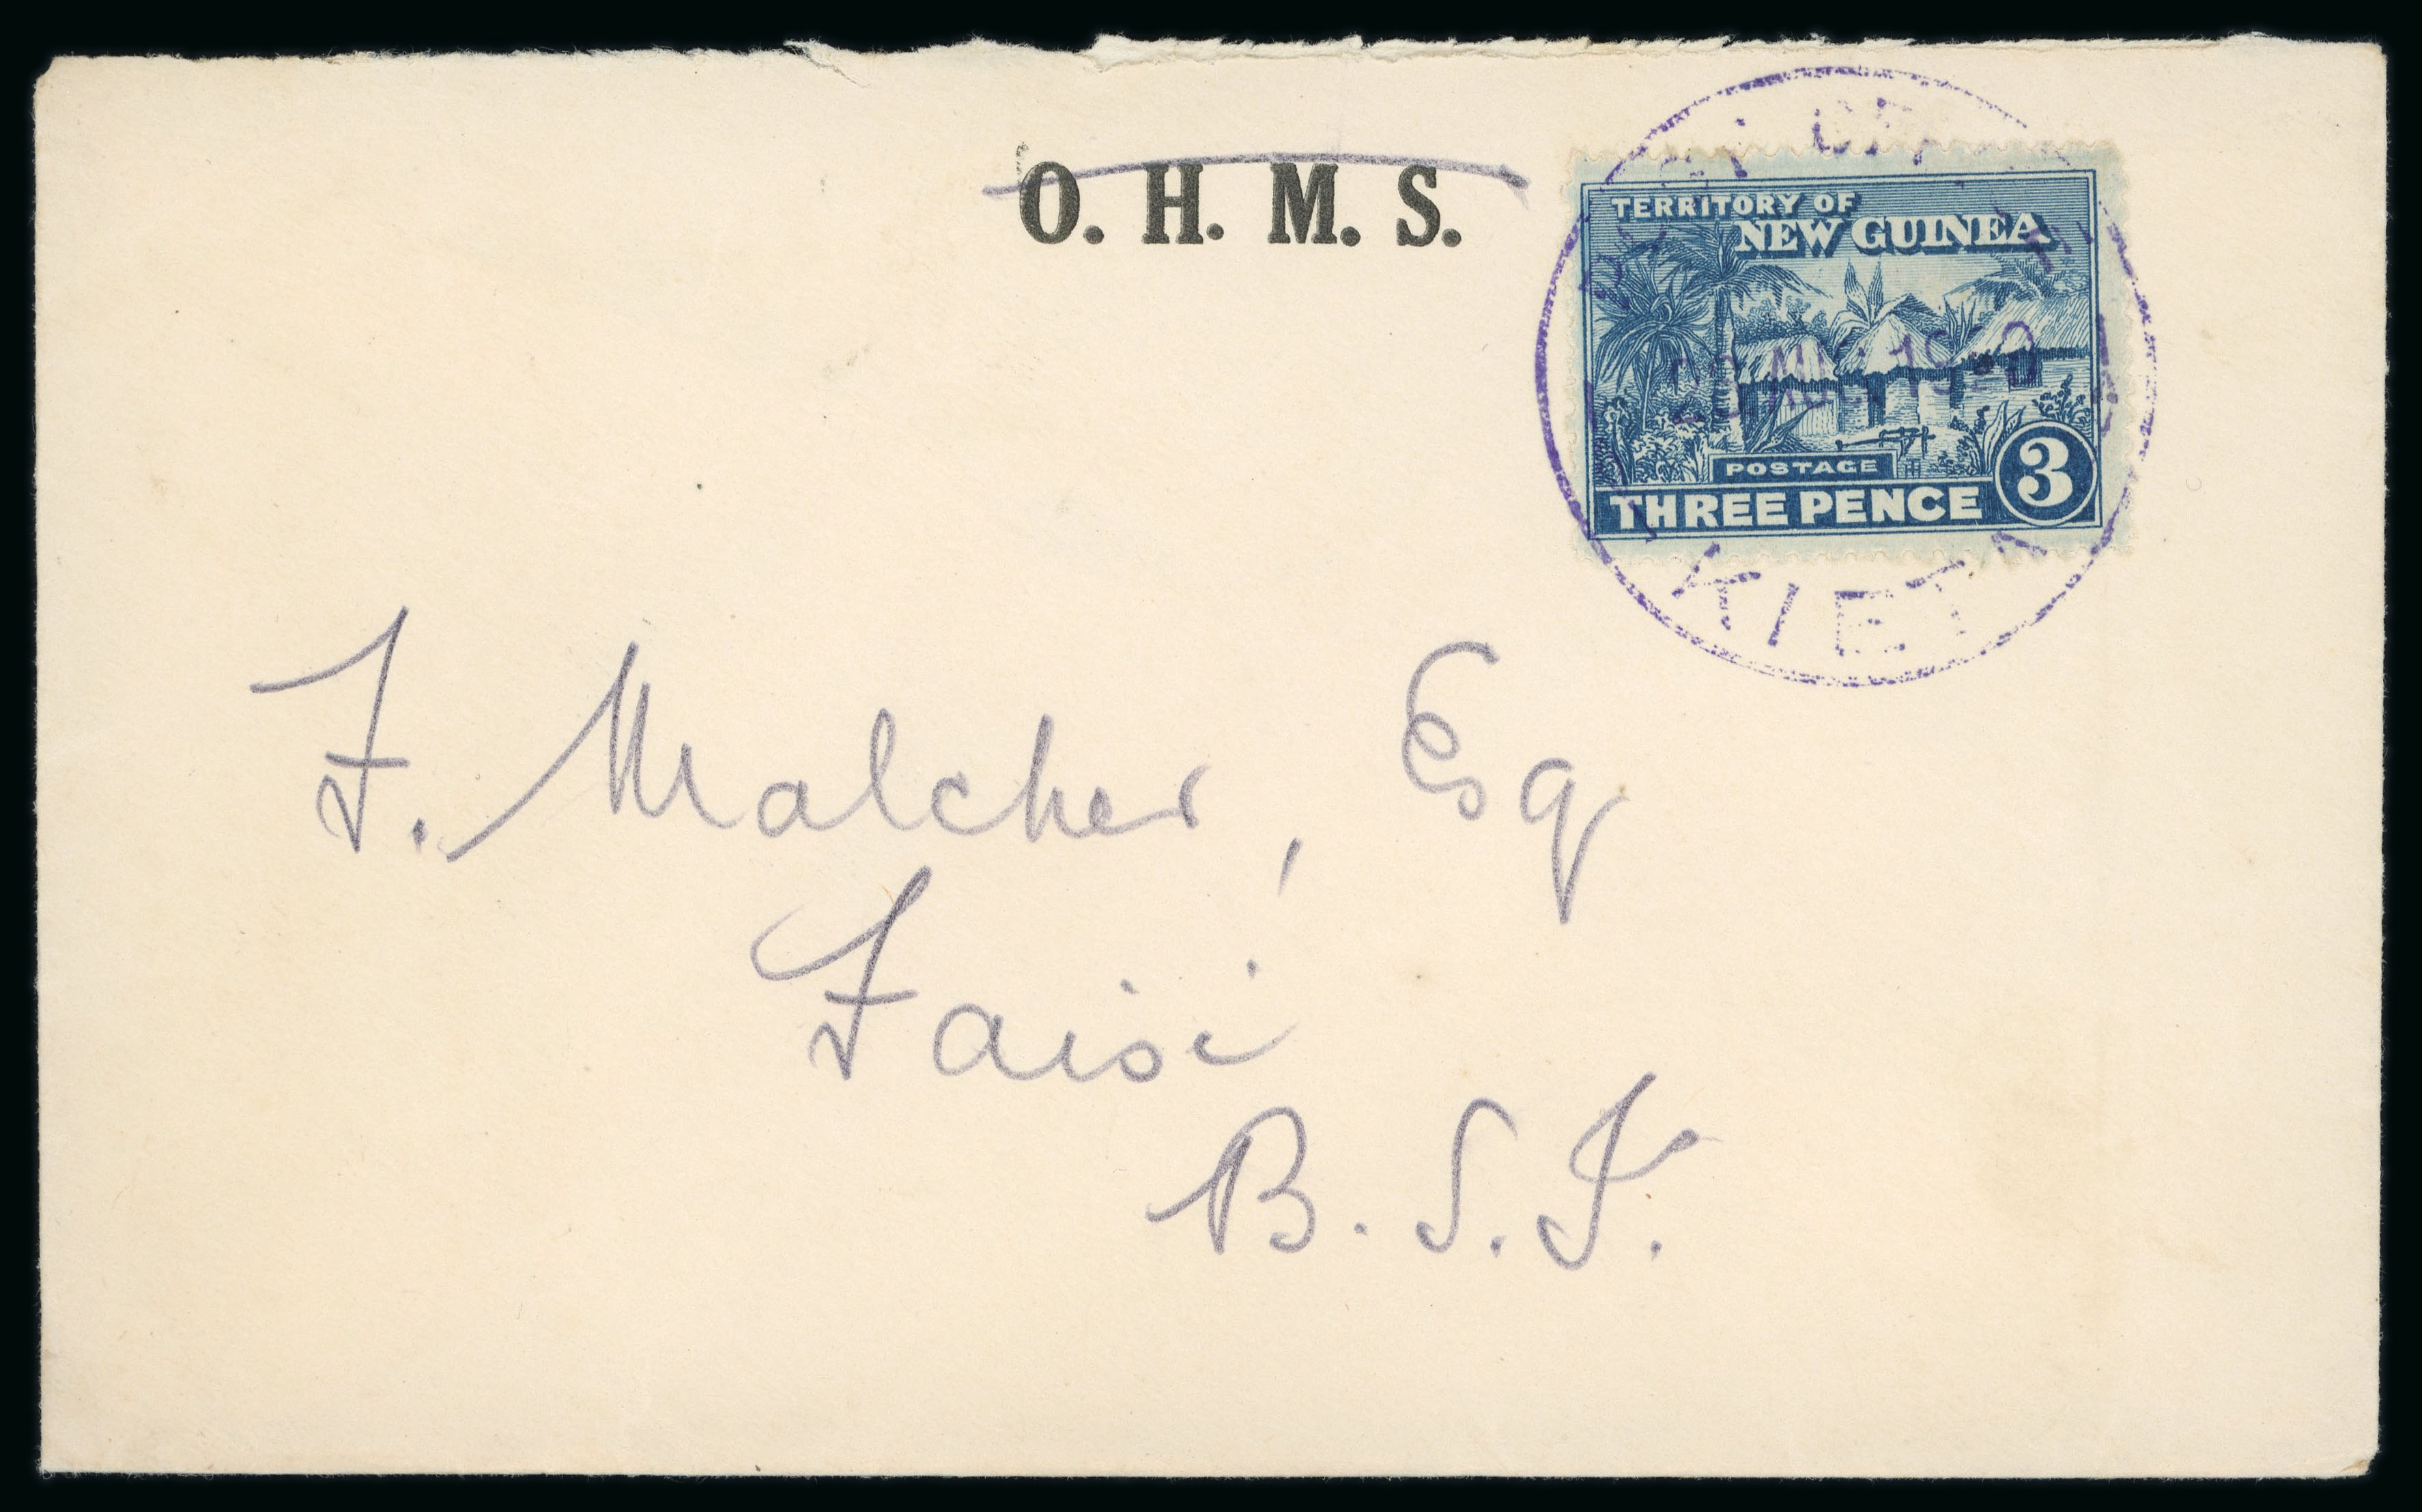 O. H. M. S.
TERRITORY OF
NEW GUINEA
POSTAGE
THREE PENCE 3
KIETA
F. Malcher, Esq
Faisi
B. S. I.